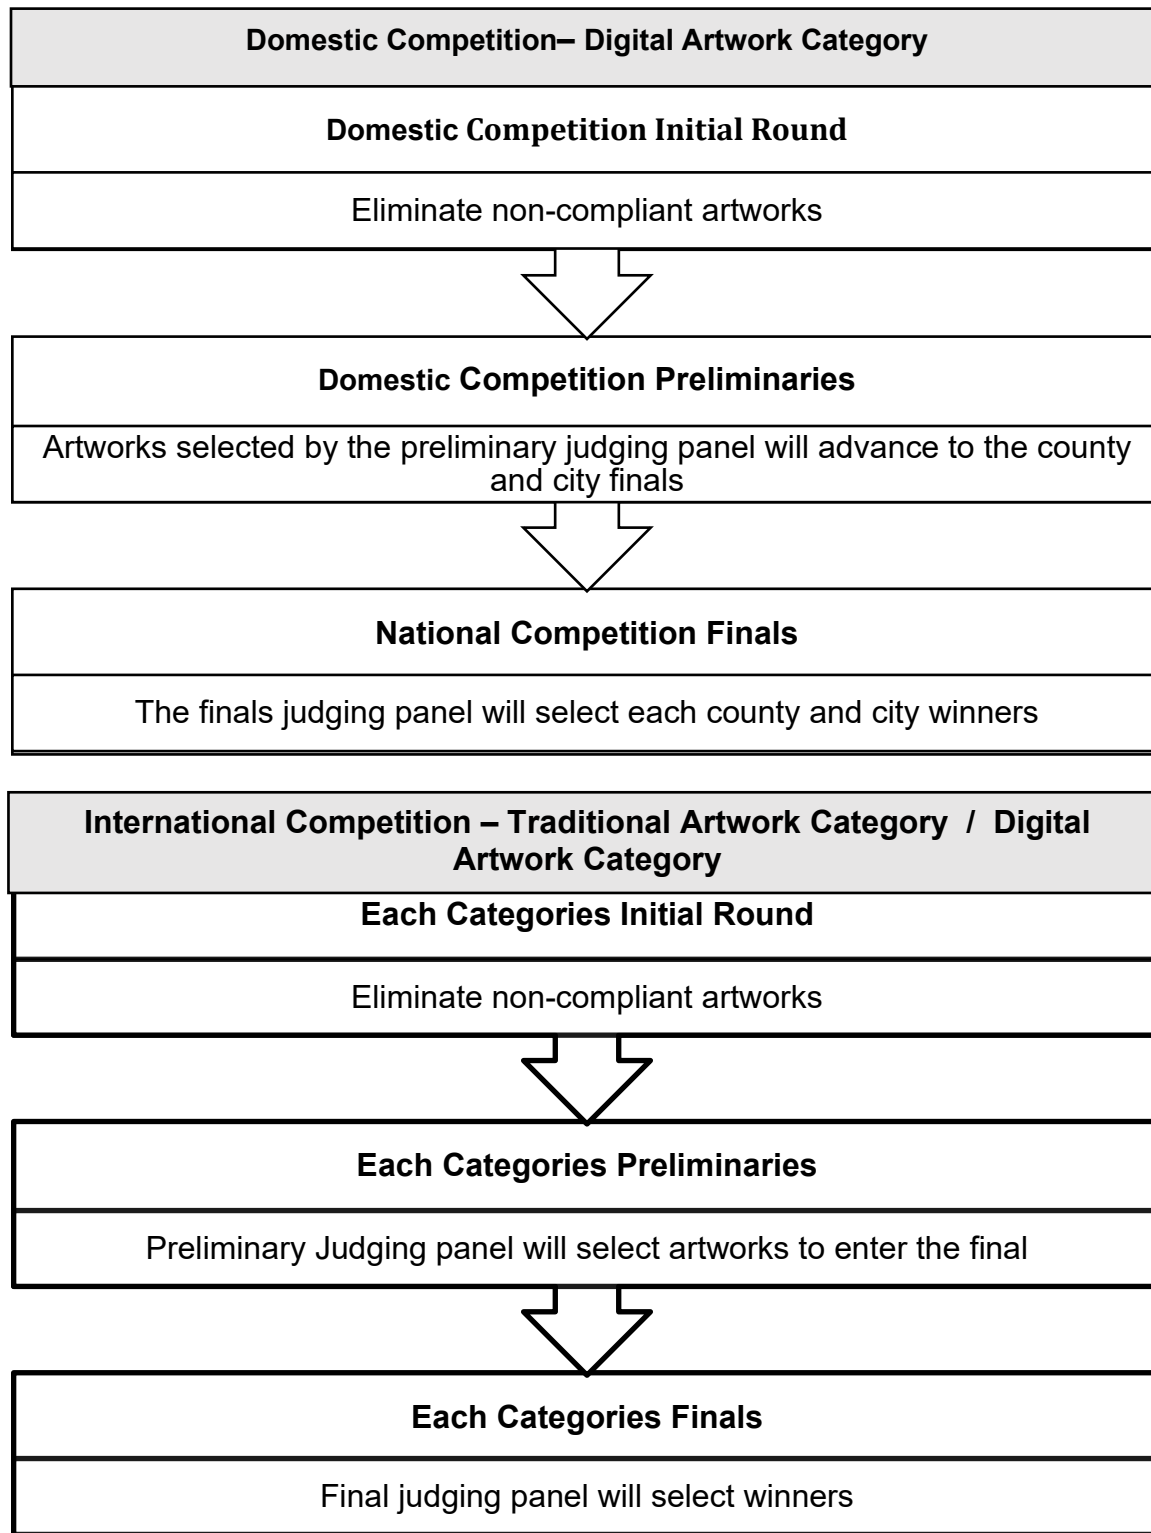 Domestic Competition– Digital Artwork Category
Domestic Competition Initial Round
Eliminate non-compliant artworks
Domestic Competition Preliminaries
Artworks selected by the preliminary judging panel will advance to the county
and city finals
National Competition Finals
The finals judging panel will select each county and city winners
International Competition – Traditional Artwork Category / Digital
Artwork Category
Each Categories Initial Round
Eliminate non-compliant artworks
Each Categories Preliminaries
Preliminary Judging panel will select artworks to enter the final
Each Categories Finals
Final judging panel will select winners